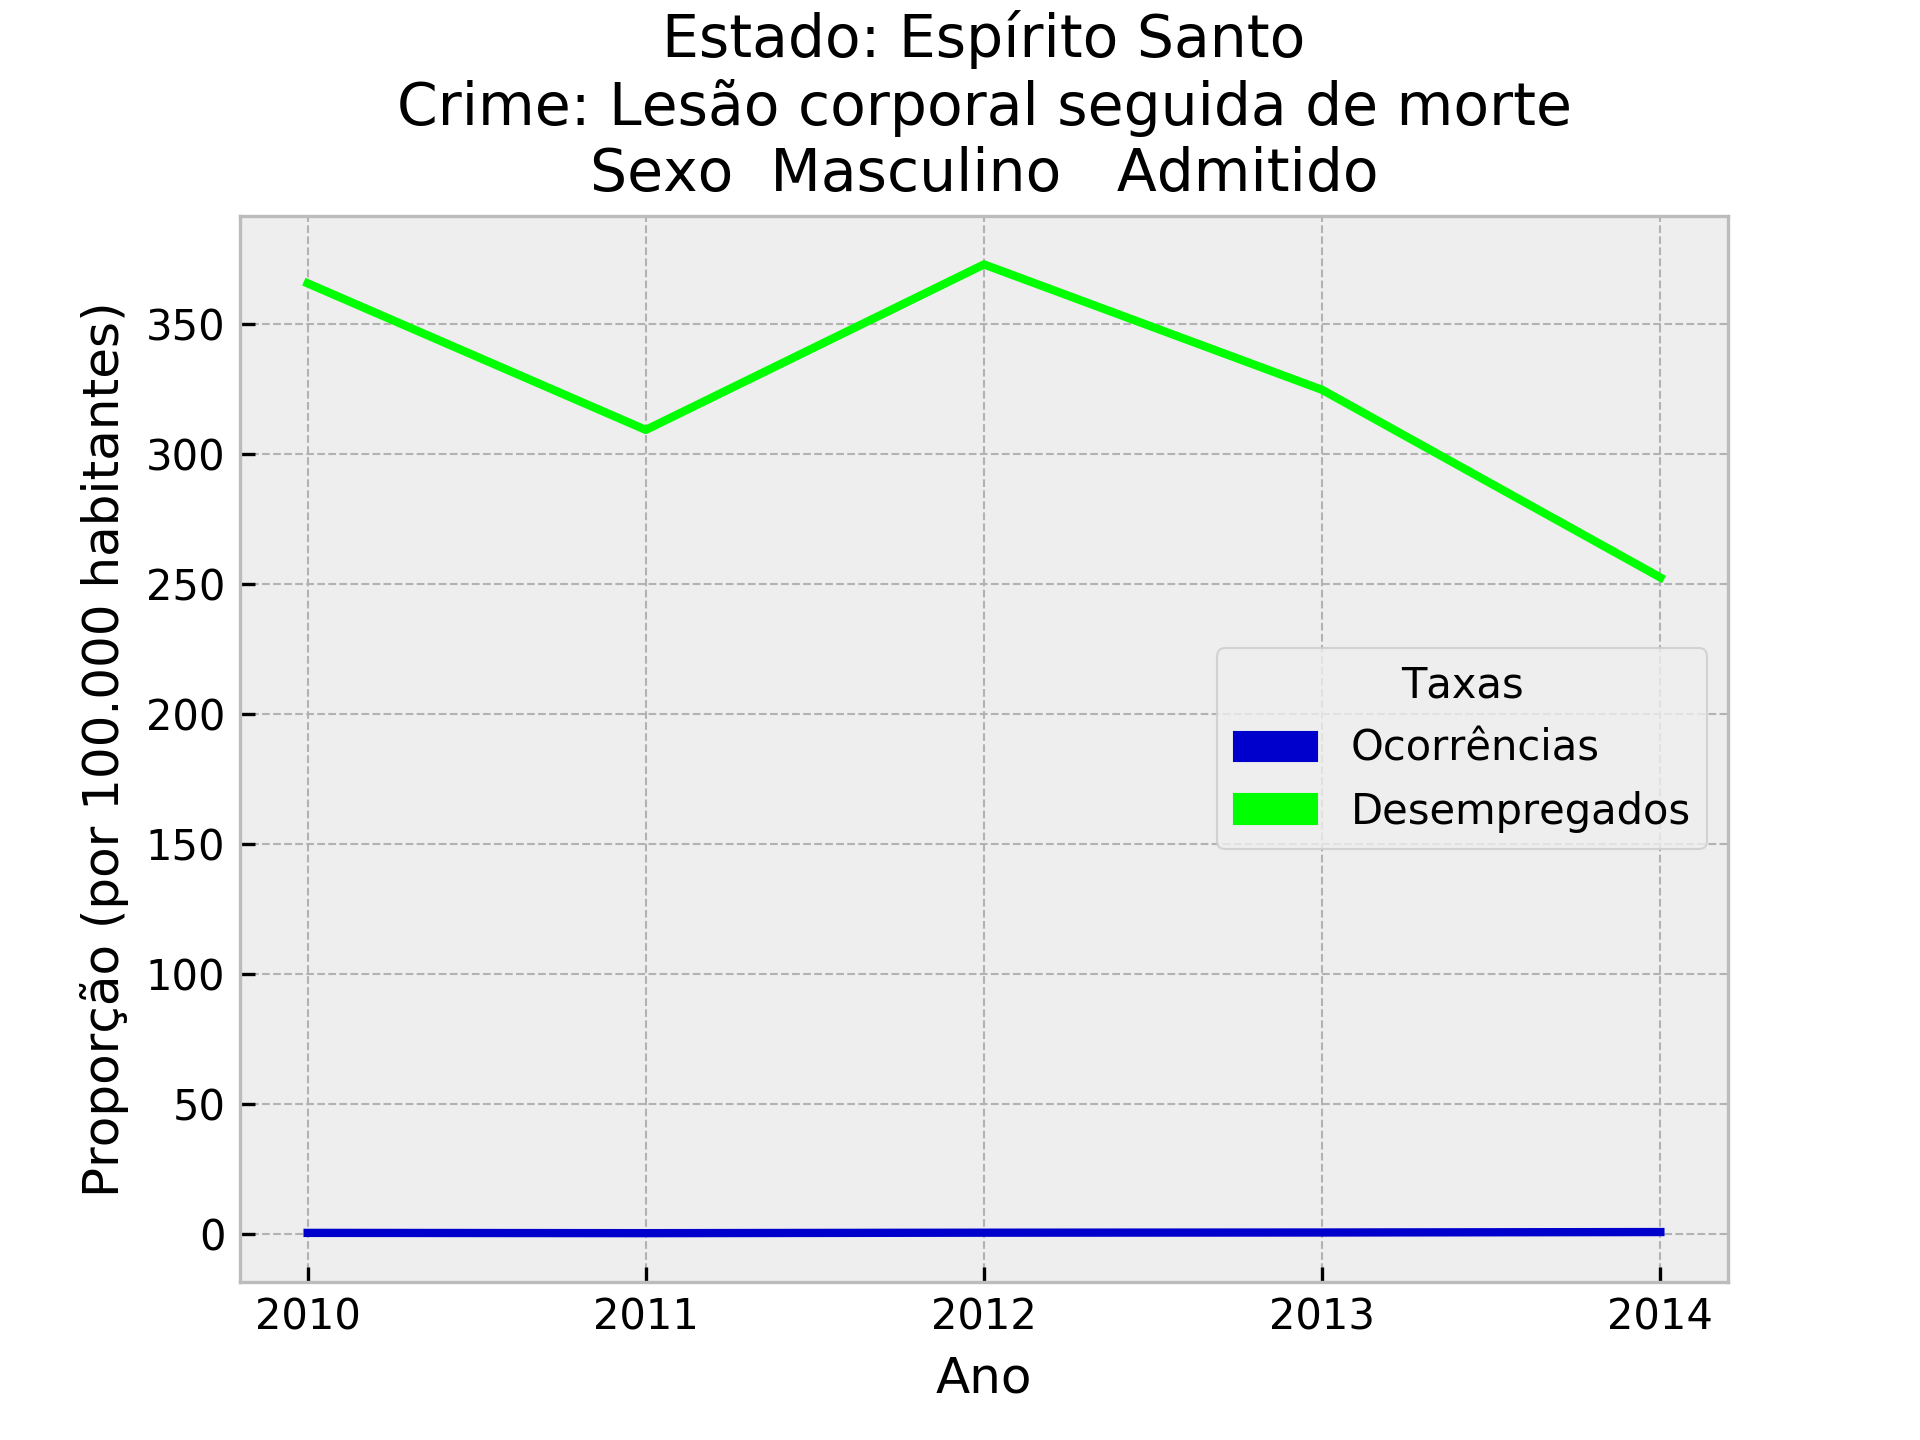 Estado: Espírito Santo
Crime: Lesão corporal seguida de morte
Sexo  Masculino   Admitido
Proporção (por 100.000 habitantes)
350
300
250
200
150
100
50
0
Taxas
Ocorrências
Desempregados
2010 2011 2012 2013 2014
Ano